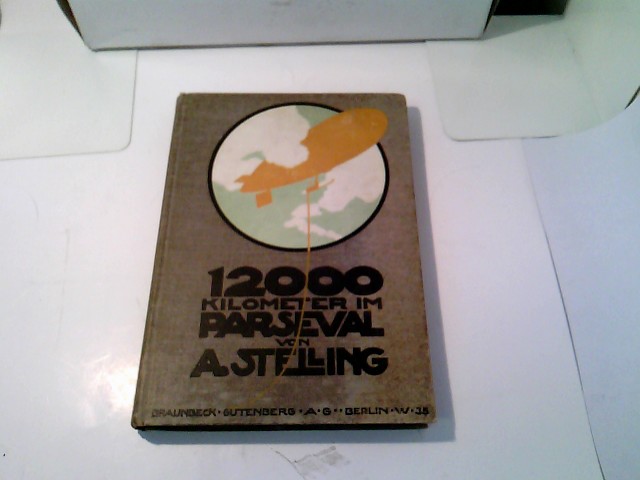 12000
KILOMETER IM
PARSEVAL
VON
A. STELLING
BRAUNBECK · GUTENBERG · A · G · · BERLIN · W · 35